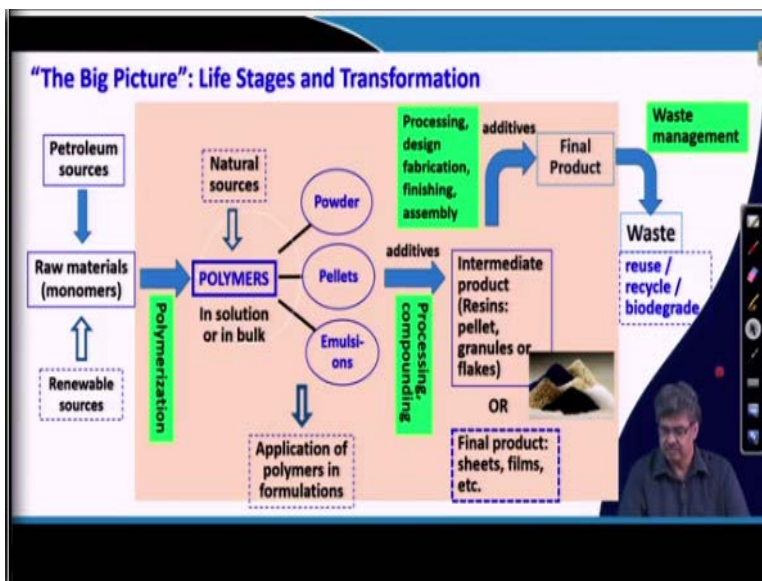 “The Big Picture”: Life Stages and Transformation
Petroleum
sources
Raw materials
(monomers)
Renewable
sources
Polymerization
Natural
sources
POLYMERS
In solution
or in bulk
Powder
Pellets
Emulsi-
ons
Application of
polymers in
formulations
additives
Processing,
compounding
Processing,
design
fabrication,
finishing,
assembly
additives
Intermediate
product
(Resins:
pellet,
granules or
flakes)
OR
Final product:
sheets, films,
etc.
Final
Product
Waste
management
Waste
reuse /
recycle /
biodegrade